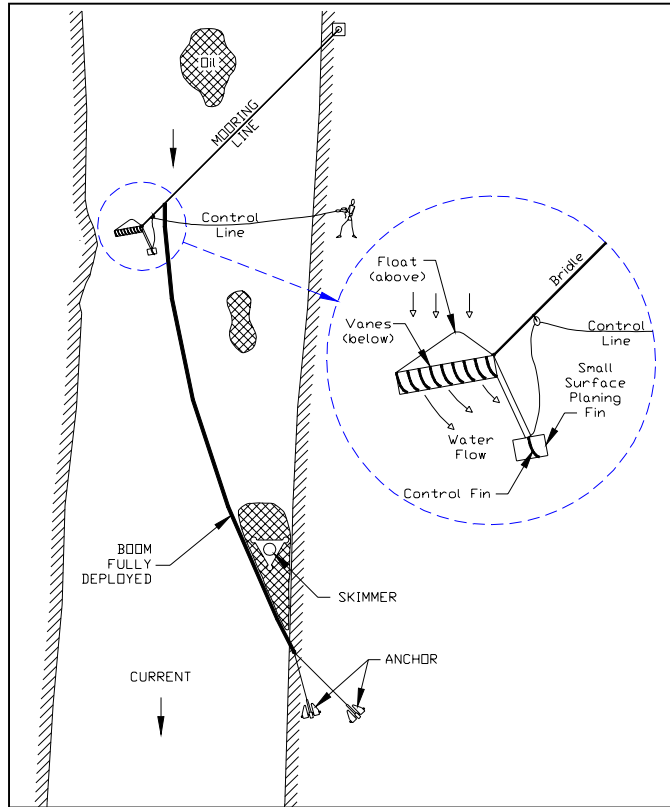 Oil
MOORING
LINE
Control
Line
Float
(above)
Vanes
(below)
Bridle
Control
Line
Small
Surface
Planing
Fin
Water
Flow
Control Fin
BOOM
FULLY
DEPLOYED
SKIMMER
ANCHOR
CURRENT